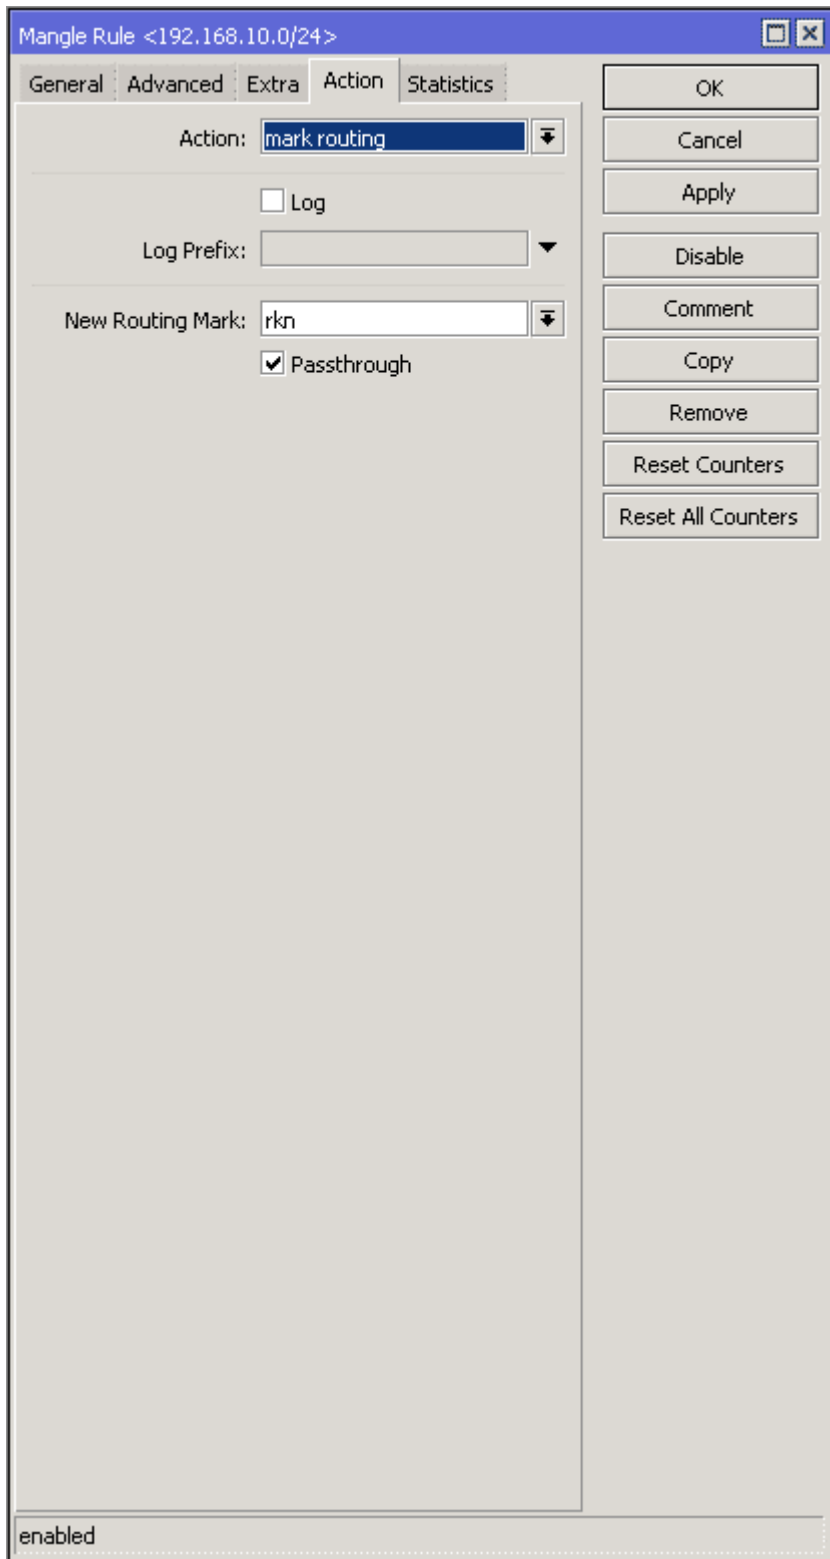 Mangle Rule <192.168.10.0/24>
General Advanced Extra Action Statistics
Action: mark routing
Log
Log Prefix:
New Routing Mark: rkn
Passthrough
OK
Cancel
Apply
Disable
Comment
Copy
Remove
Reset Counters
Reset All Counters
enabled